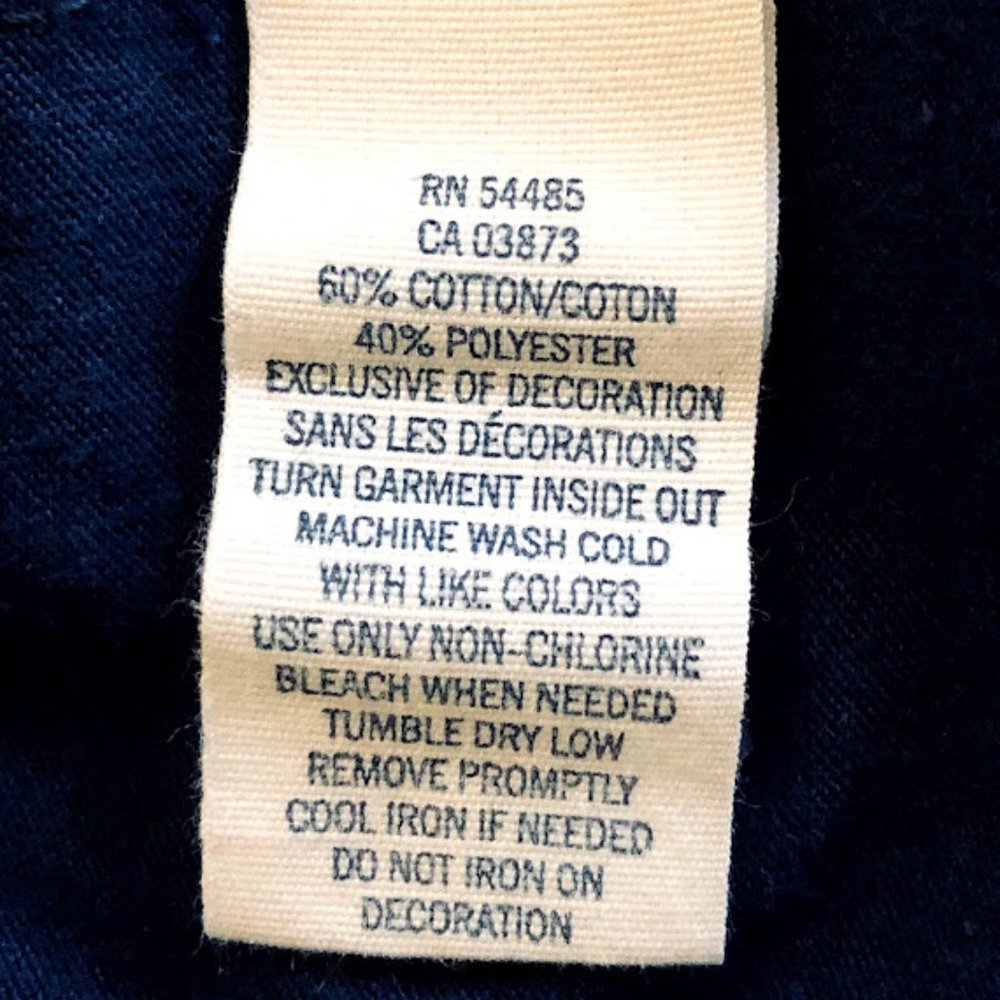 RN 54485
CA 03873
60% COTTON/COTON
40% POLYESTER
EXCLUSIVE OF DECORATION
SANS LES DÉCORATIONS
TURN GARMENT INSIDE OUT
MACHINE WASH COLD
WITH LIKE COLORS
USE ONLY NON-CHLORINE
BLEACH WHEN NEEDED
TUMBLE DRY LOW
REMOVE PROMPTLY
COOL IRON IF NEEDED
DO NOT IRON ON
DECORATION